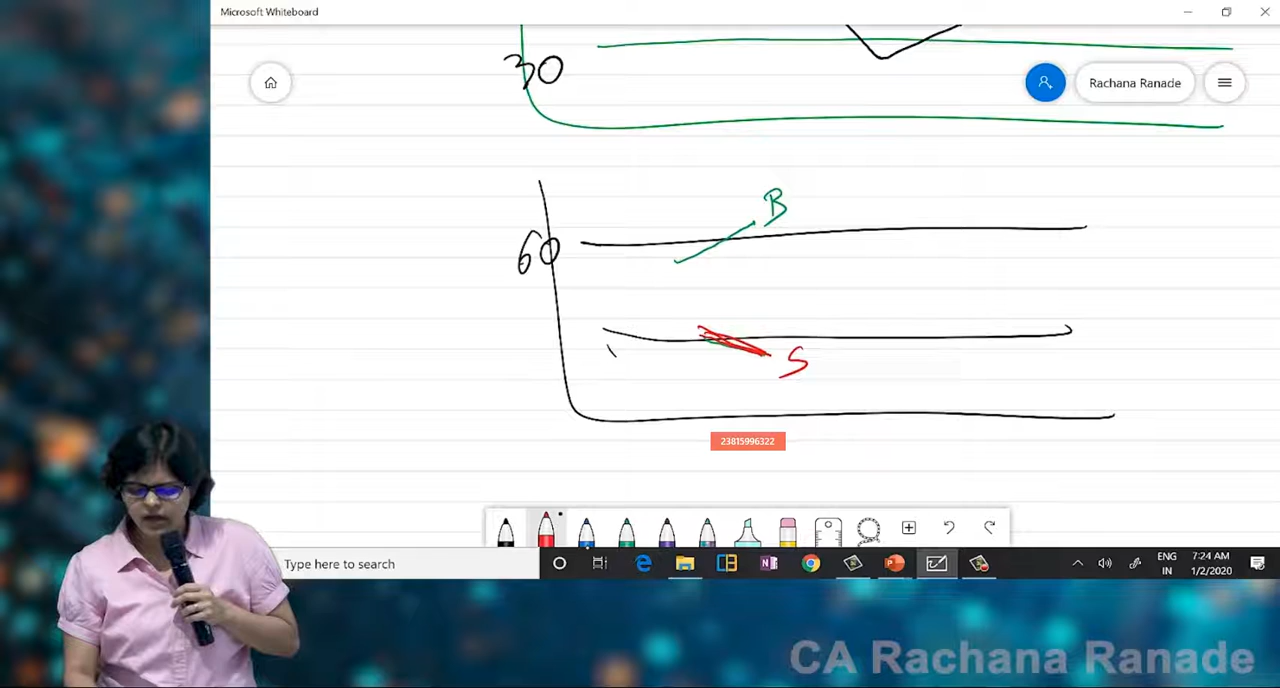 Microsoft Whiteboard
30
Rachana Ranade
B
60
S
23815996322
Type here to search
ENG
7:24 AM
IN
1/2/2020
CA Rachana Ranade